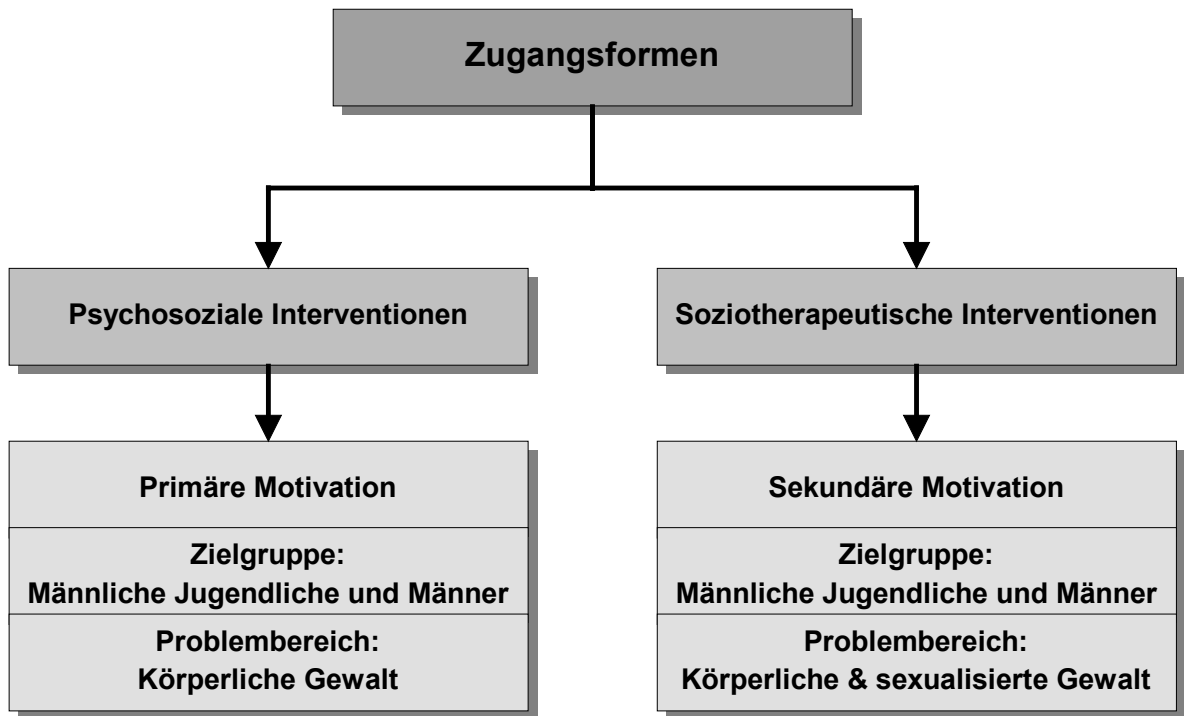 Zugangsformen
Psychosoziale Interventionen
Soziotherapeutische Interventionen
Primäre Motivation
Zielgruppe:
Männliche Jugendliche und Männer
Problembereich:
Körperliche Gewalt
Sekundäre Motivation
Zielgruppe:
Männliche Jugendliche und Männer
Problembereich:
Körperliche & sexualisierte Gewalt